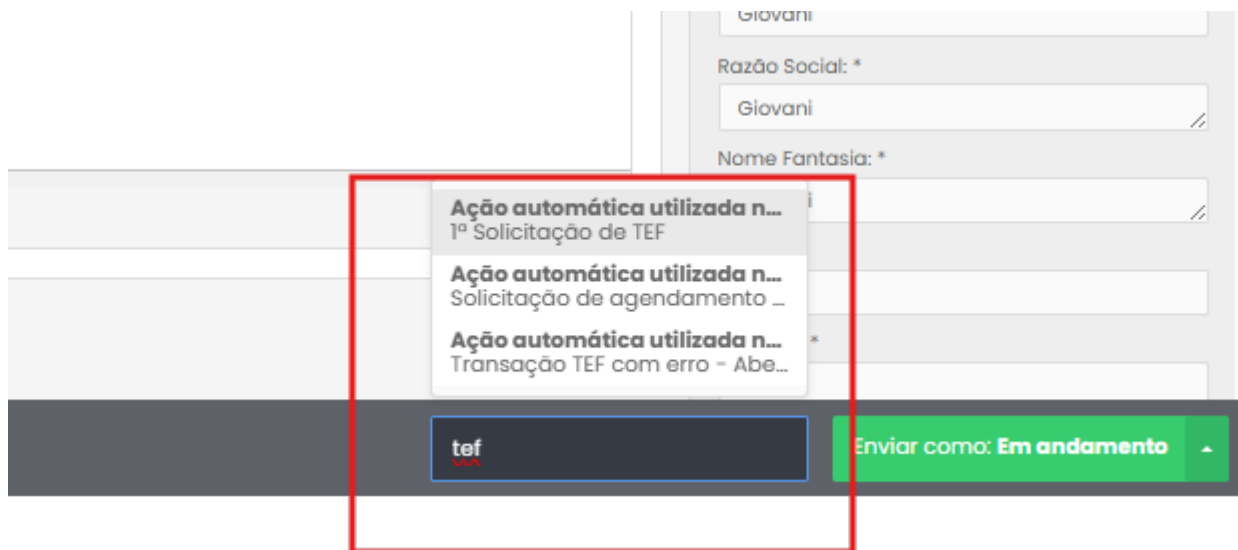 Giovani
Razão Social: *
Giovani
Nome Fantasia: *
i
Ação automática utilizada n...
1ª Solicitação de TEF
Ação automática utilizada n...
Solicitação de agendamento ...
Ação automática utilizada n...
*
Transação TEF com erro - Abe...
tef
Enviar como: Em andamento